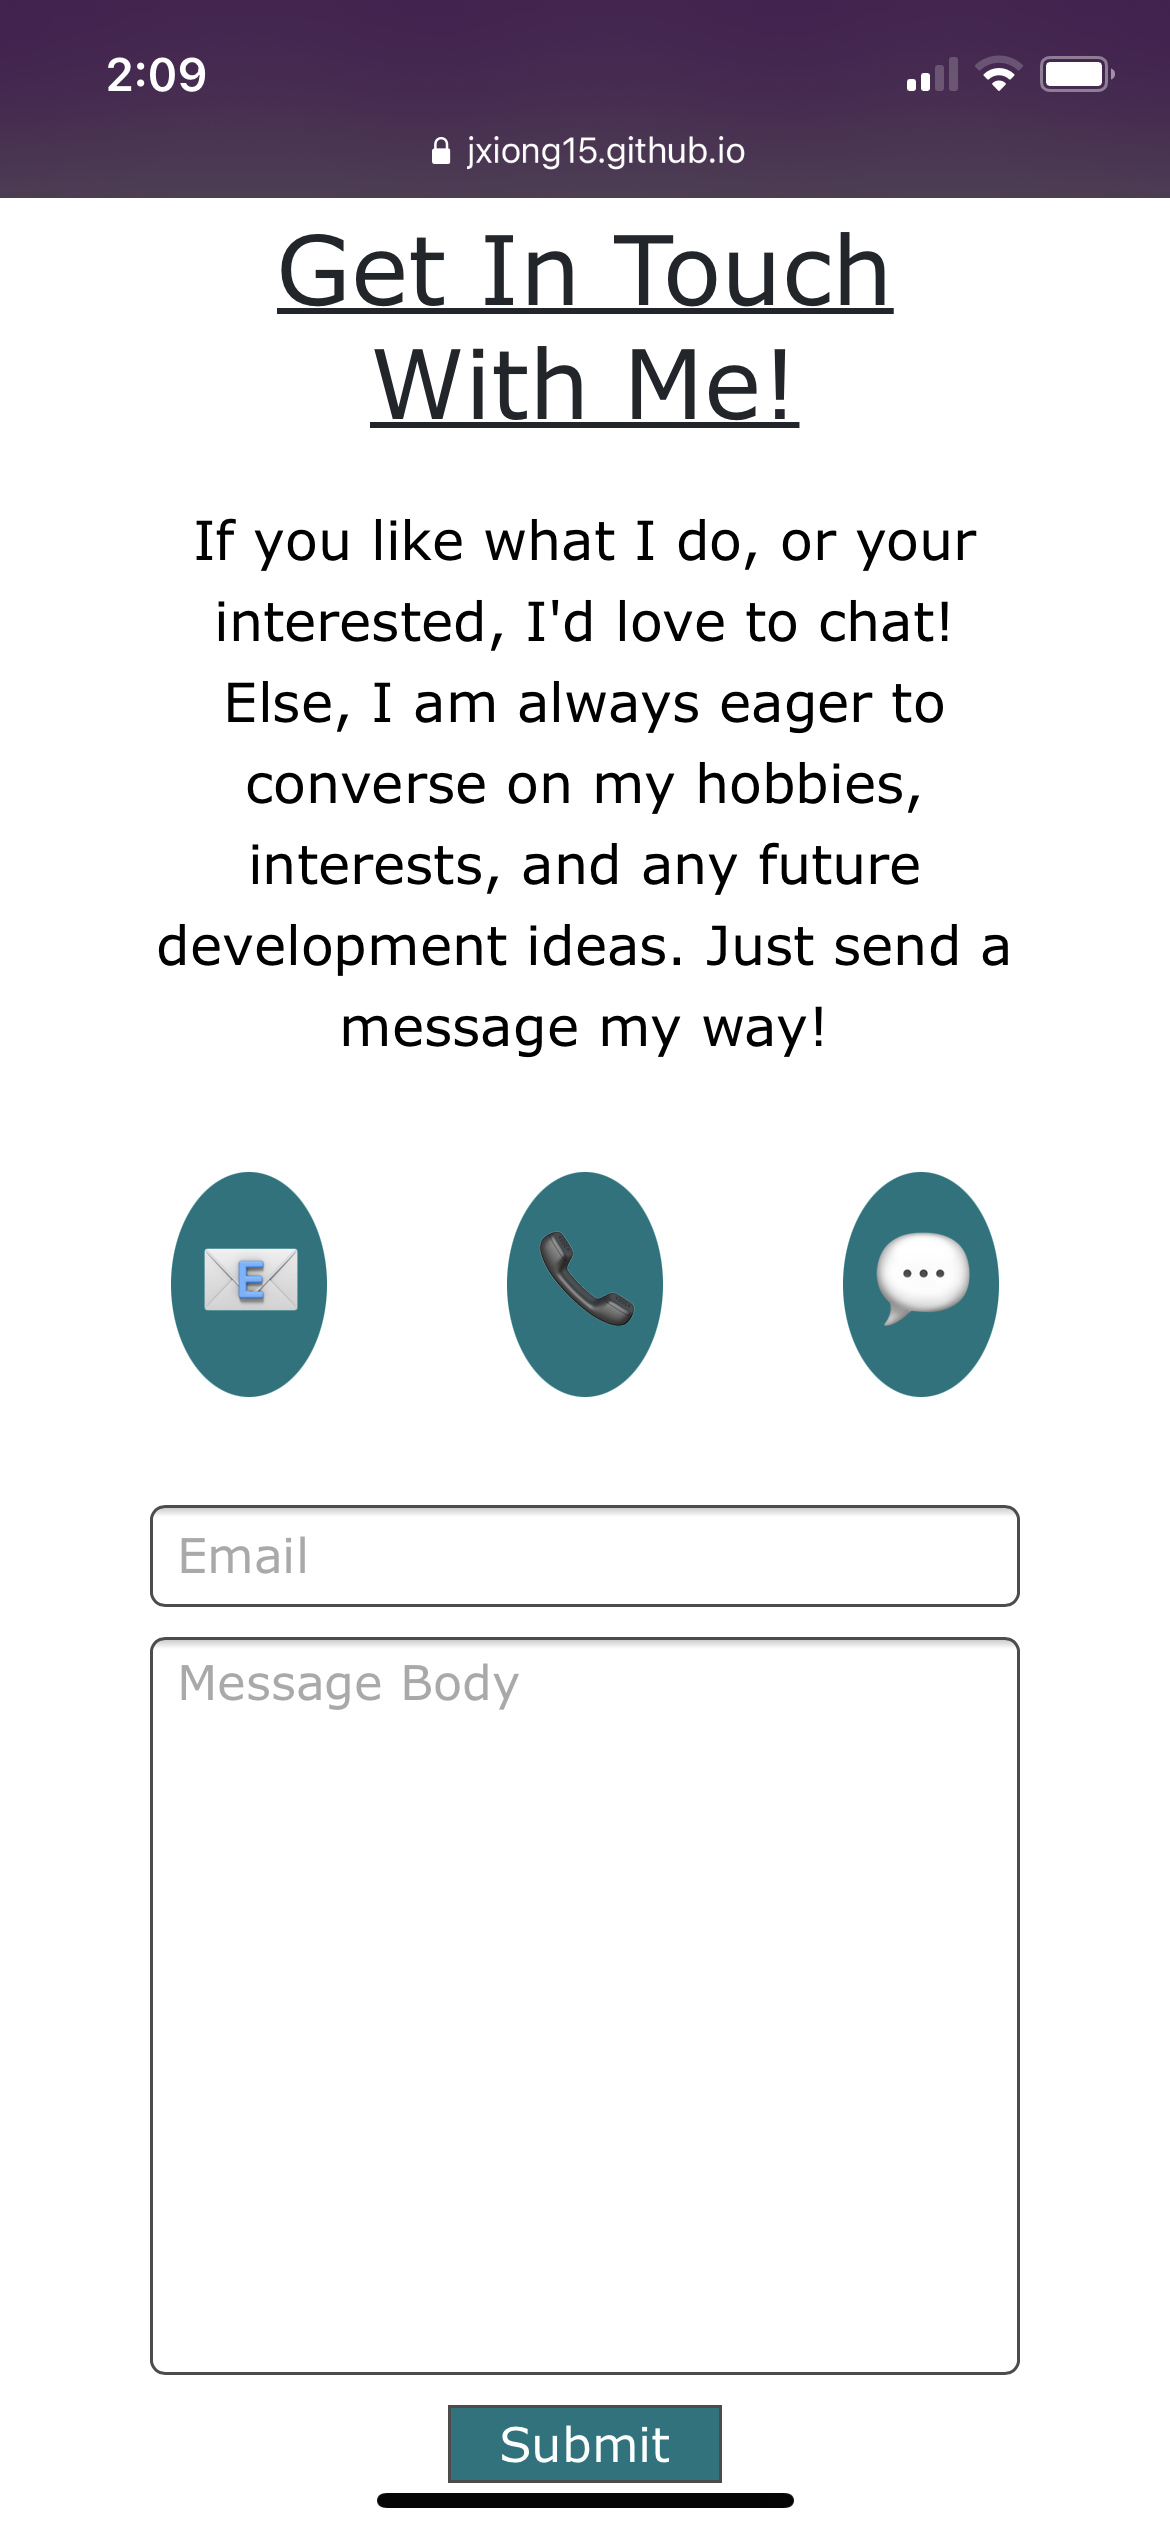 2:09
jxiong15.github.io
Get In Touch
With Me!
If you like what I do, or your
interested, I'd love to chat!
Else, I am always eager to
converse on my hobbies,
interests, and any future
development ideas. Just send a
message my way!
E
Email
Message Body
Submit